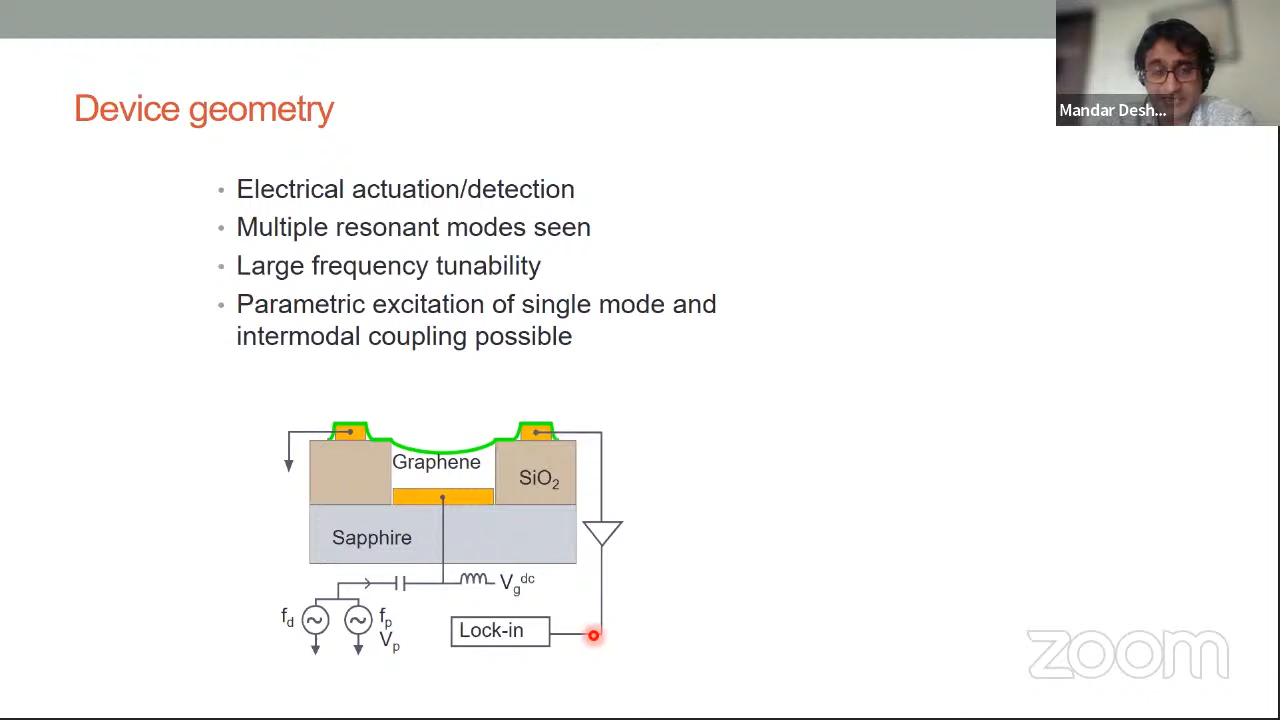 Device geometry
Mandar Desh...
• Electrical actuation/detection
• Multiple resonant modes seen
• Large frequency tunability
• Parametric excitation of single mode and
intermodal coupling possible
Graphene
SiO2
Sapphire
Vgdc
fd
fp
Vp
Lock-in
zoom